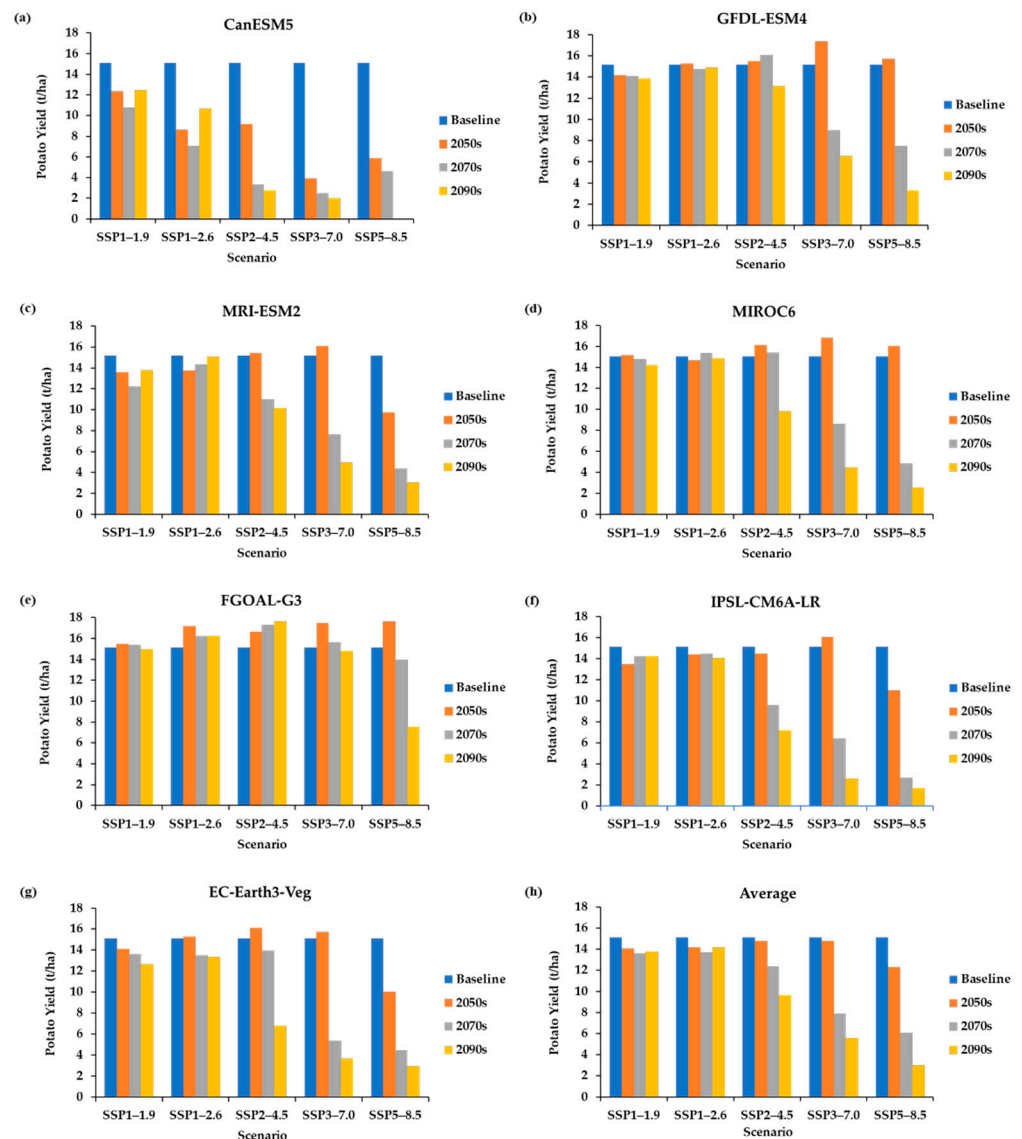 (a)
CanESM5
Potato Yield (t/ha)
16
14
12
10
8
6
4
2
0
SSP1–1.9 SSP1–2.6 SSP2–4.5 SSP3–7.0 SSP5–8.5
Scenario
Baseline
2050s
2070s
2090s
(b)
GFDL-ESM4
Potato Yield (t/ha)
18
16
14
12
10
8
6
4
2
0
SSP1–1.9 SSP1–2.6 SSP2–4.5 SSP3–7.0 SSP5–8.5
Scenario
Baseline
2050s
2070s
2090s
(c)
MRI-ESM2
Potato Yield (t/ha)
18
16
14
12
10
8
6
4
2
0
SSP1–1.9 SSP1–2.6 SSP2–4.5 SSP3–7.0 SSP5–8.5
Scenario
Baseline
2050s
2070s
2090s
(d)
MIROC6
Potato Yield (t/ha)
18
16
14
12
10
8
6
4
2
0
SSP1–1.9 SSP1–2.6 SSP2–4.5 SSP3–7.0 SSP5–8.5
Scenario
Baseline
2050s
2070s
2090s
(e)
FGOAL-G3
Potato Yield (t/ha)
18
16
14
12
10
8
6
4
2
0
SSP1–1.9 SSP1–2.6 SSP2–4.5 SSP3–7.0 SSP5–8.5
Scenario
Baseline
2050s
2070s
2090s
(f)
IPSL-CM6A-LR
Potato Yield (t/ha)
18
16
14
12
10
8
6
4
2
0
SSP1–1.9 SSP1–2.6 SSP2–4.5 SSP3–7.0 SSP5–8.5
Scenario
Baseline
2050s
2070s
2090s
(g)
EC-Earth3-Veg
Potato Yield (t/ha)
18
16
14
12
10
8
6
4
2
0
SSP1–1.9 SSP1–2.6 SSP2–4.5 SSP3–7.0 SSP5–8.5
Scenario
Baseline
2050s
2070s
2090s
(h)
Average
Potato Yield (t/ha)
18
16
14
12
10
8
6
4
2
0
SSP1–1.9 SSP1–2.6 SSP2–4.5 SSP3–7.0 SSP5–8.5
Scenario
Baseline
2050s
2070s
2090s